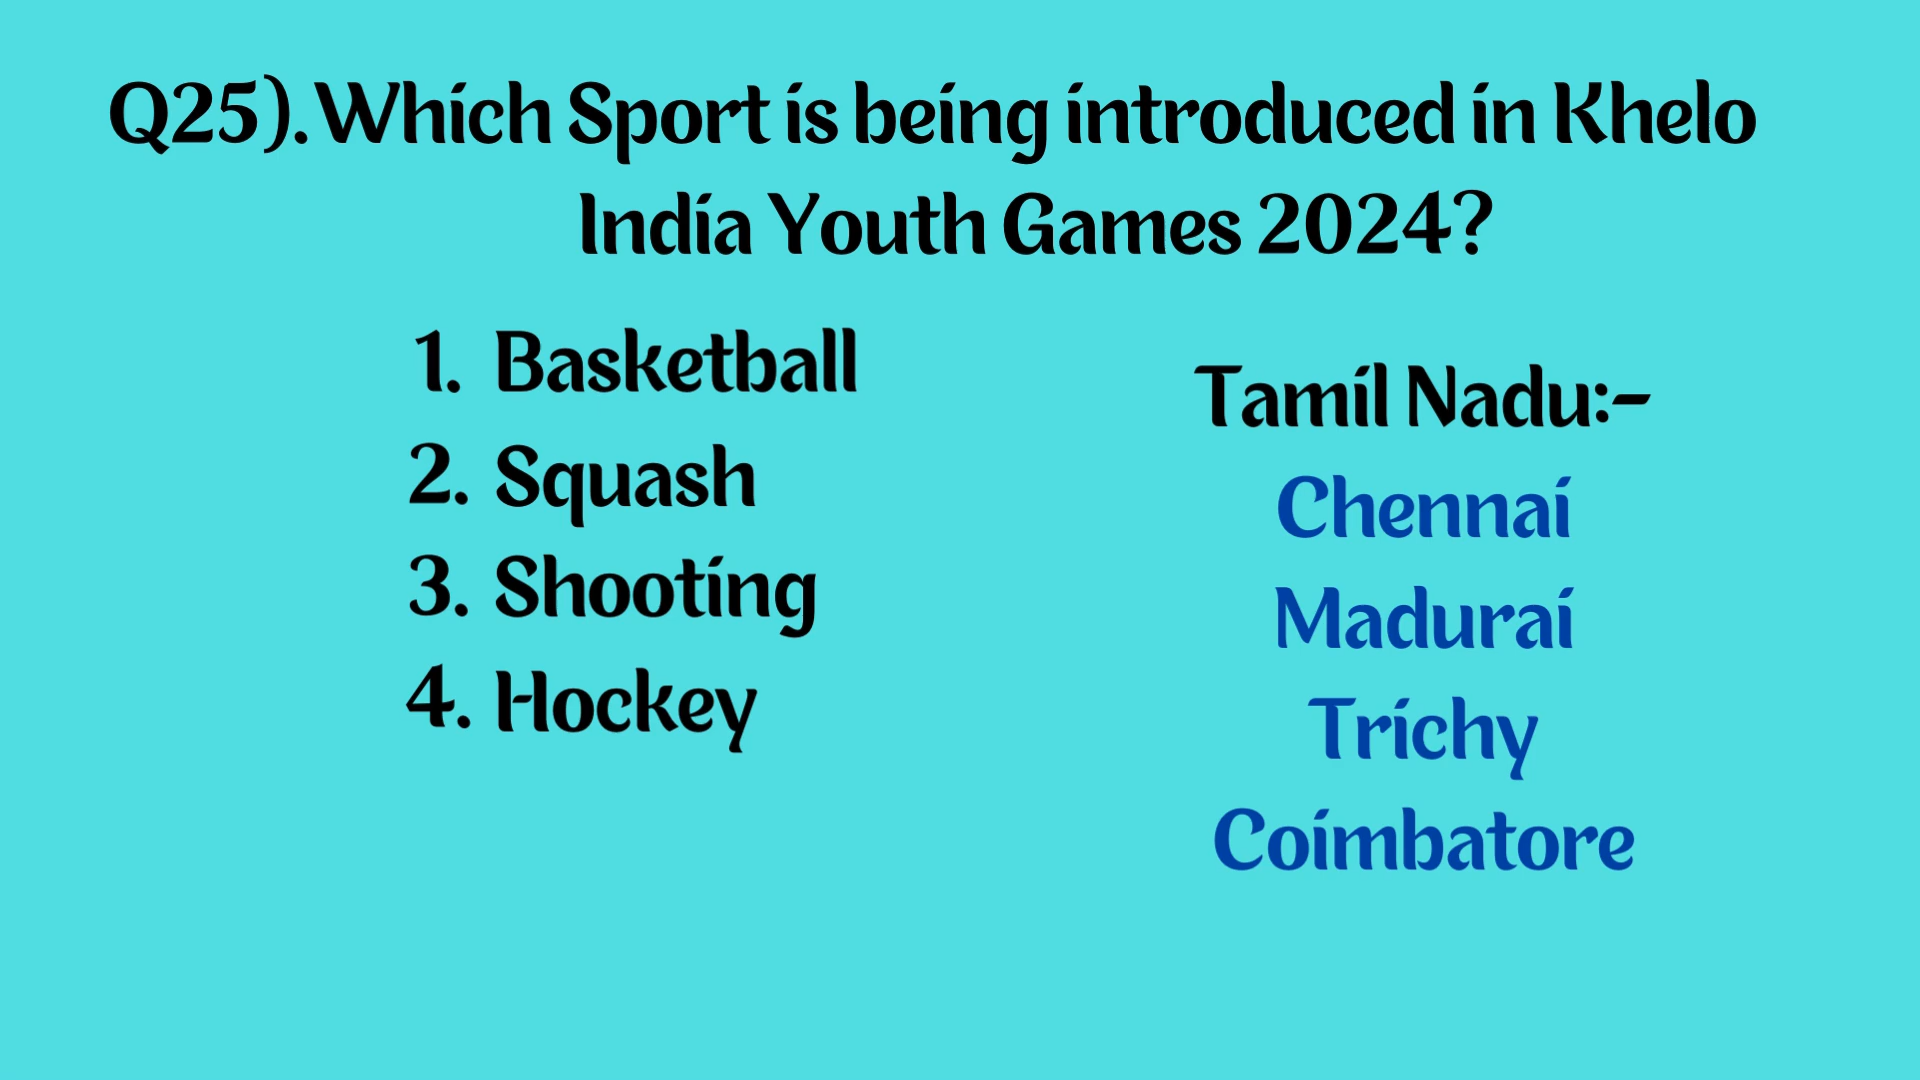 Q25). Which Sport is being introduced in Khelo
India Youth Games 2024?
1. Basketball
2. Squash
3. Shooting
4. Hockey
Tamil Nadu:-
Chennai
Madurai
Trichy
Coimbatore